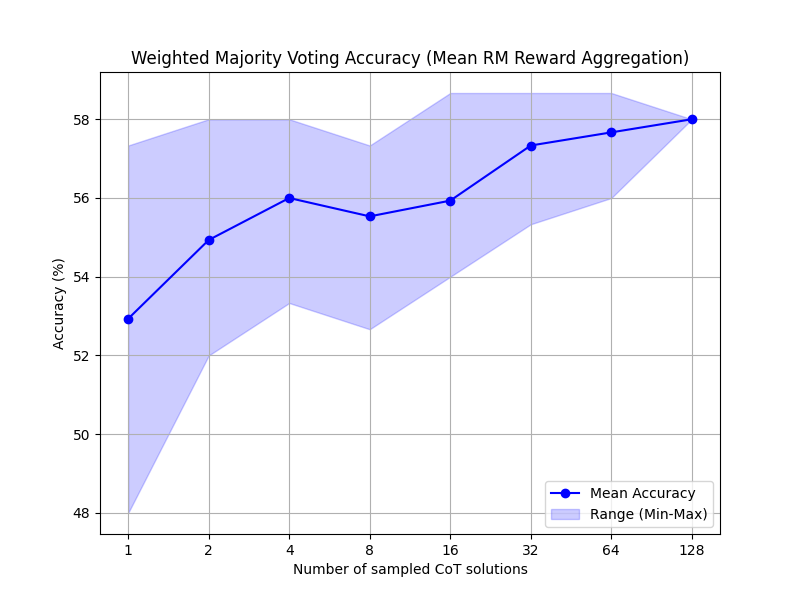 Weighted Majority Voting Accuracy (Mean RM Reward Aggregation)
58
56
54
52
50
48
Accuracy (%)
Mean Accuracy
Range (Min-Max)
1 2 4 8 16 32 64 128
Number of sampled CoT solutions